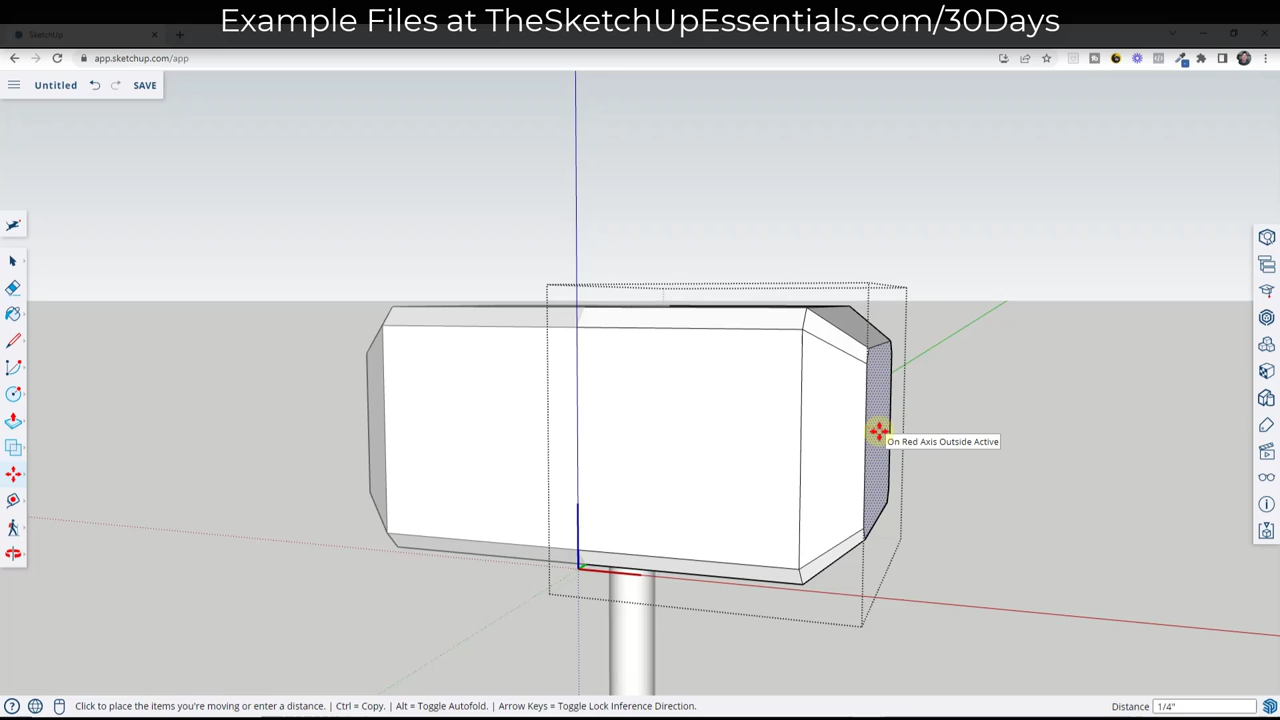 Example Files at TheSketchUpEssentials.com/30Days
SketchUp
app.sketchup.com/app
Untitled
SAVE
On Red Axis Outside Active
Click to place the items you're moving or enter a distance. | Ctrl = Copy. | Alt = Toggle Autofold. | Arrow Keys = Toggle Lock Inference Direction.
Distance 1/4"